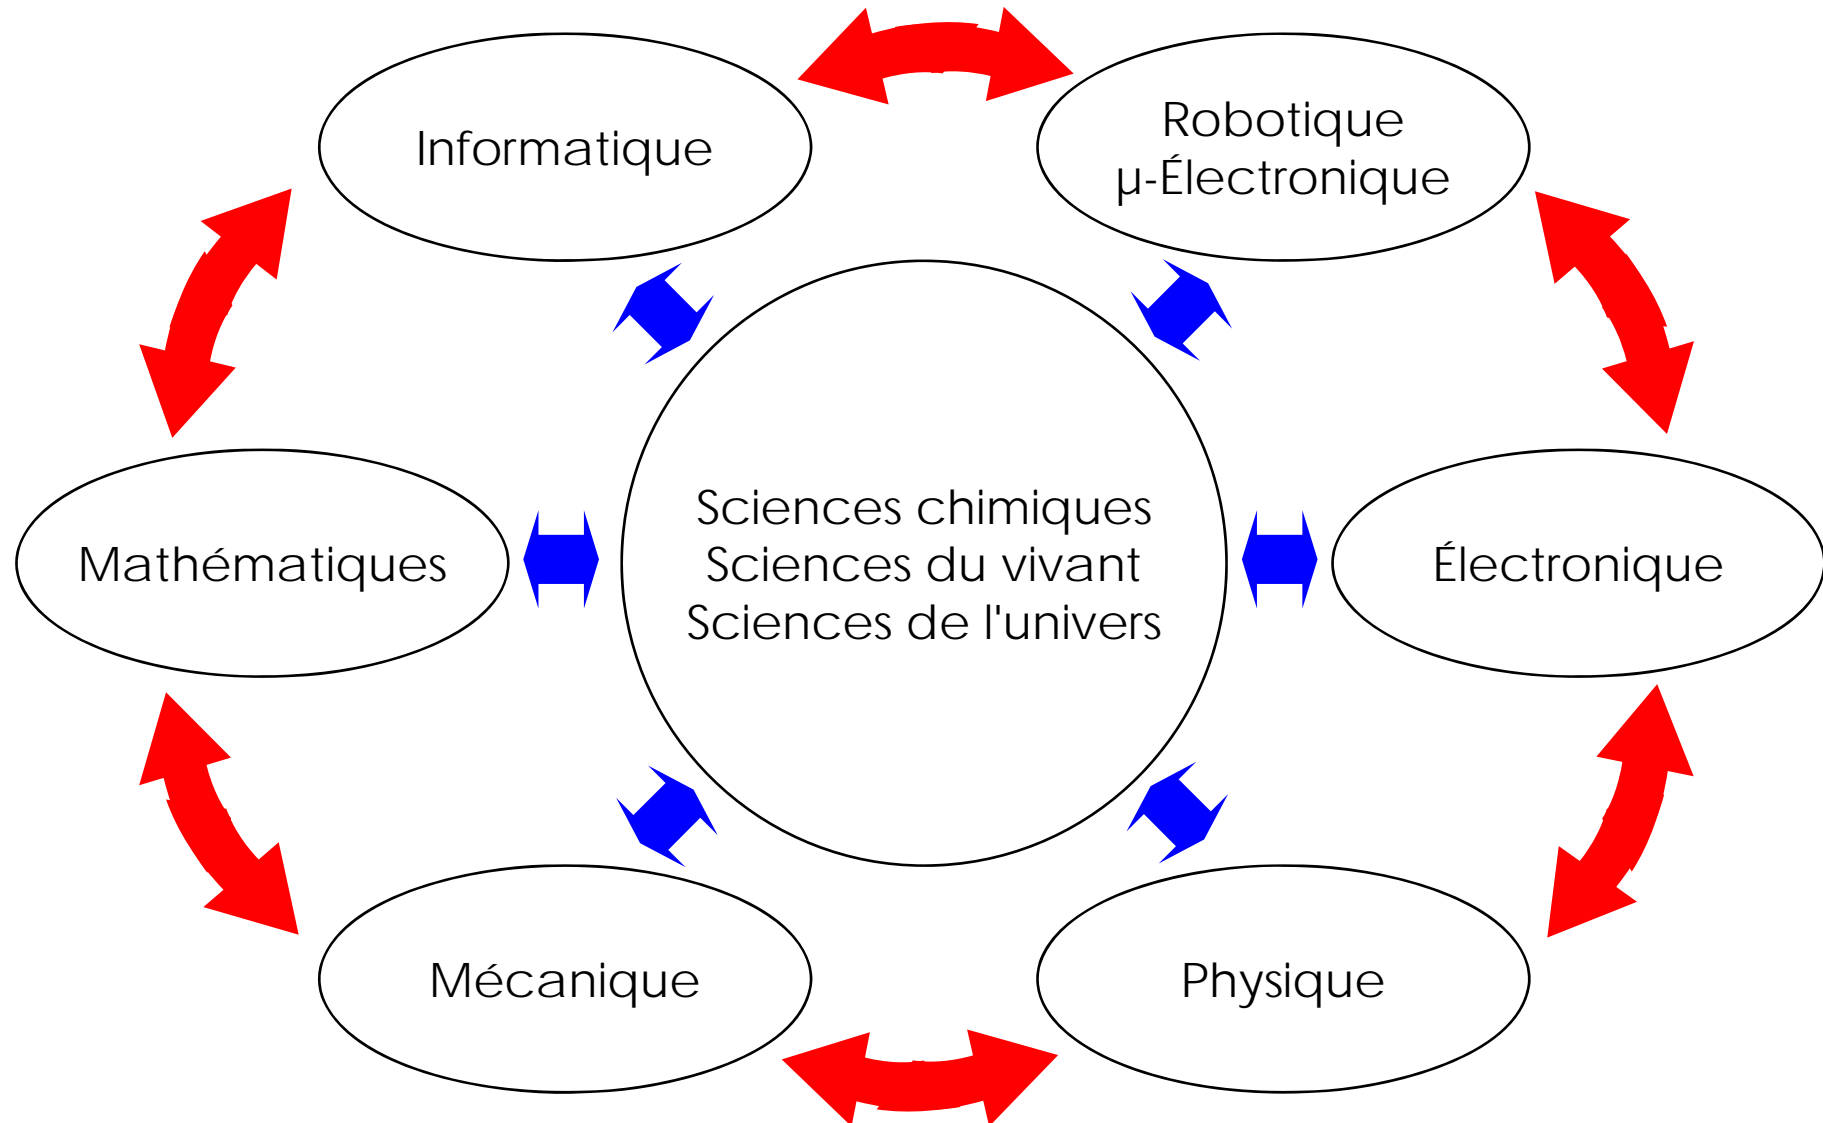 Informatique
Robotique
µ-Électronique
Sciences chimiques
Sciences du vivant
Sciences de l'univers
Mathématiques
Électronique
Mécanique
Physique